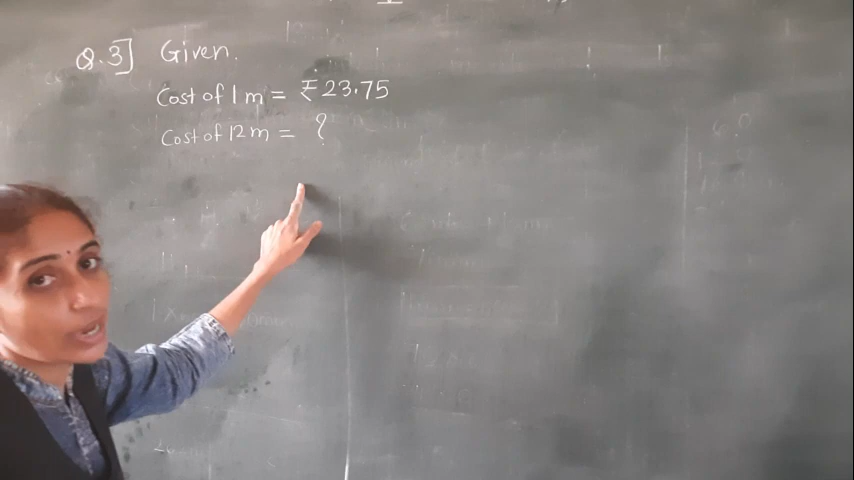 Q.3] Given.
Cost of 1 m = ₹ 23.75
Cost of 12 m = ?